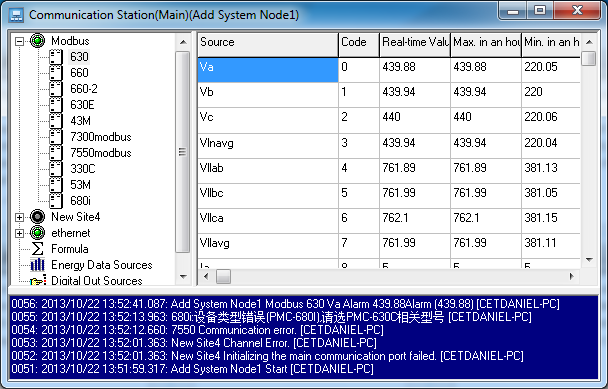 Communication Station(Main)(Add System Node1)
Modbus
630
660
660-2
630E
43M
7300modbus
7550modbus
330C
53M
680i
New Site4
ethernet
Formula
Energy Data Sources
Digital Out Sources
Source Code Real-time Valu Max. in an hou Min. in an h
Va 0 439.88 439.88 220.05
Vb 1 439.94 439.94 220
Vc 2 440 440 220.06
Vlnavg 3 439.94 439.94 220.04
Vllab 4 761.89 761.89 381.13
Vllbc 5 761.99 761.99 381.05
Vllca 6 762.1 762.1 381.15
Vllavg 7 761.99 761.99 381.11
Ia 8 5 5 5
0056: 2013/10/22 13:52:41.087: Add System Node1 Modbus 630 Va Alarm 439.88Alarm (439.88) [CETDANIEL-PC]
0055: 2013/10/22 13:52:13.963: 680i:设备类型错误(PMC-680I),请选PMC-630C相关型号 [CETDANIEL-PC]
0054: 2013/10/22 13:52:12.660: 7550 Communication error. [CETDANIEL-PC]
0053: 2013/10/22 13:52:01.363: New Site4 Channel Error. [CETDANIEL-PC]
0052: 2013/10/22 13:52:01.363: New Site4 Initializing the main communication port failed. [CETDANIEL-PC]
0051: 2013/10/22 13:51:59.317: Add System Node1 Start [CETDANIEL-PC]